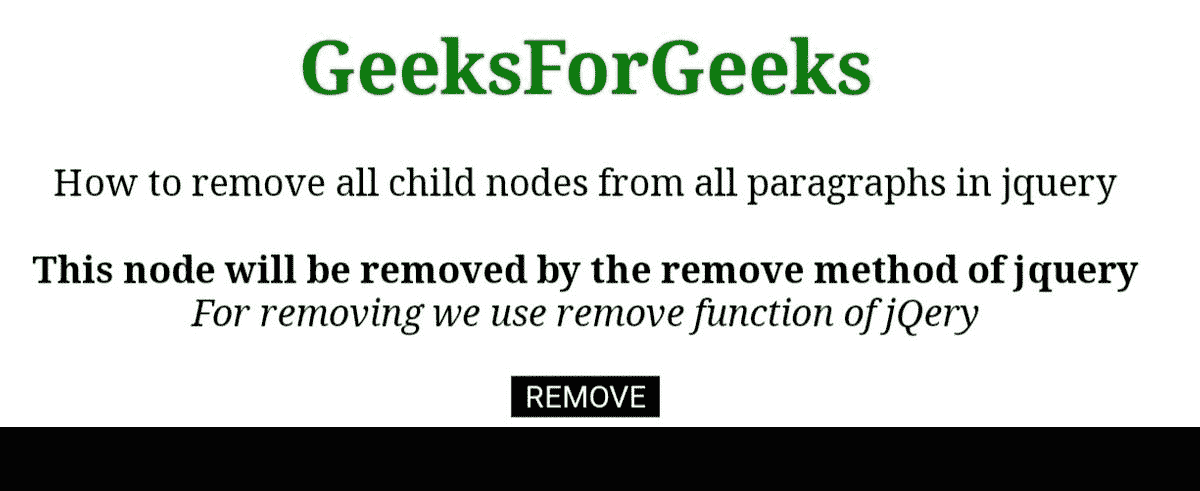 GeeksForGeeks
How to remove all child nodes from all paragraphs in jquery
This node will be removed by the remove method of jquery
For removing we use remove function of jQery
REMOVE